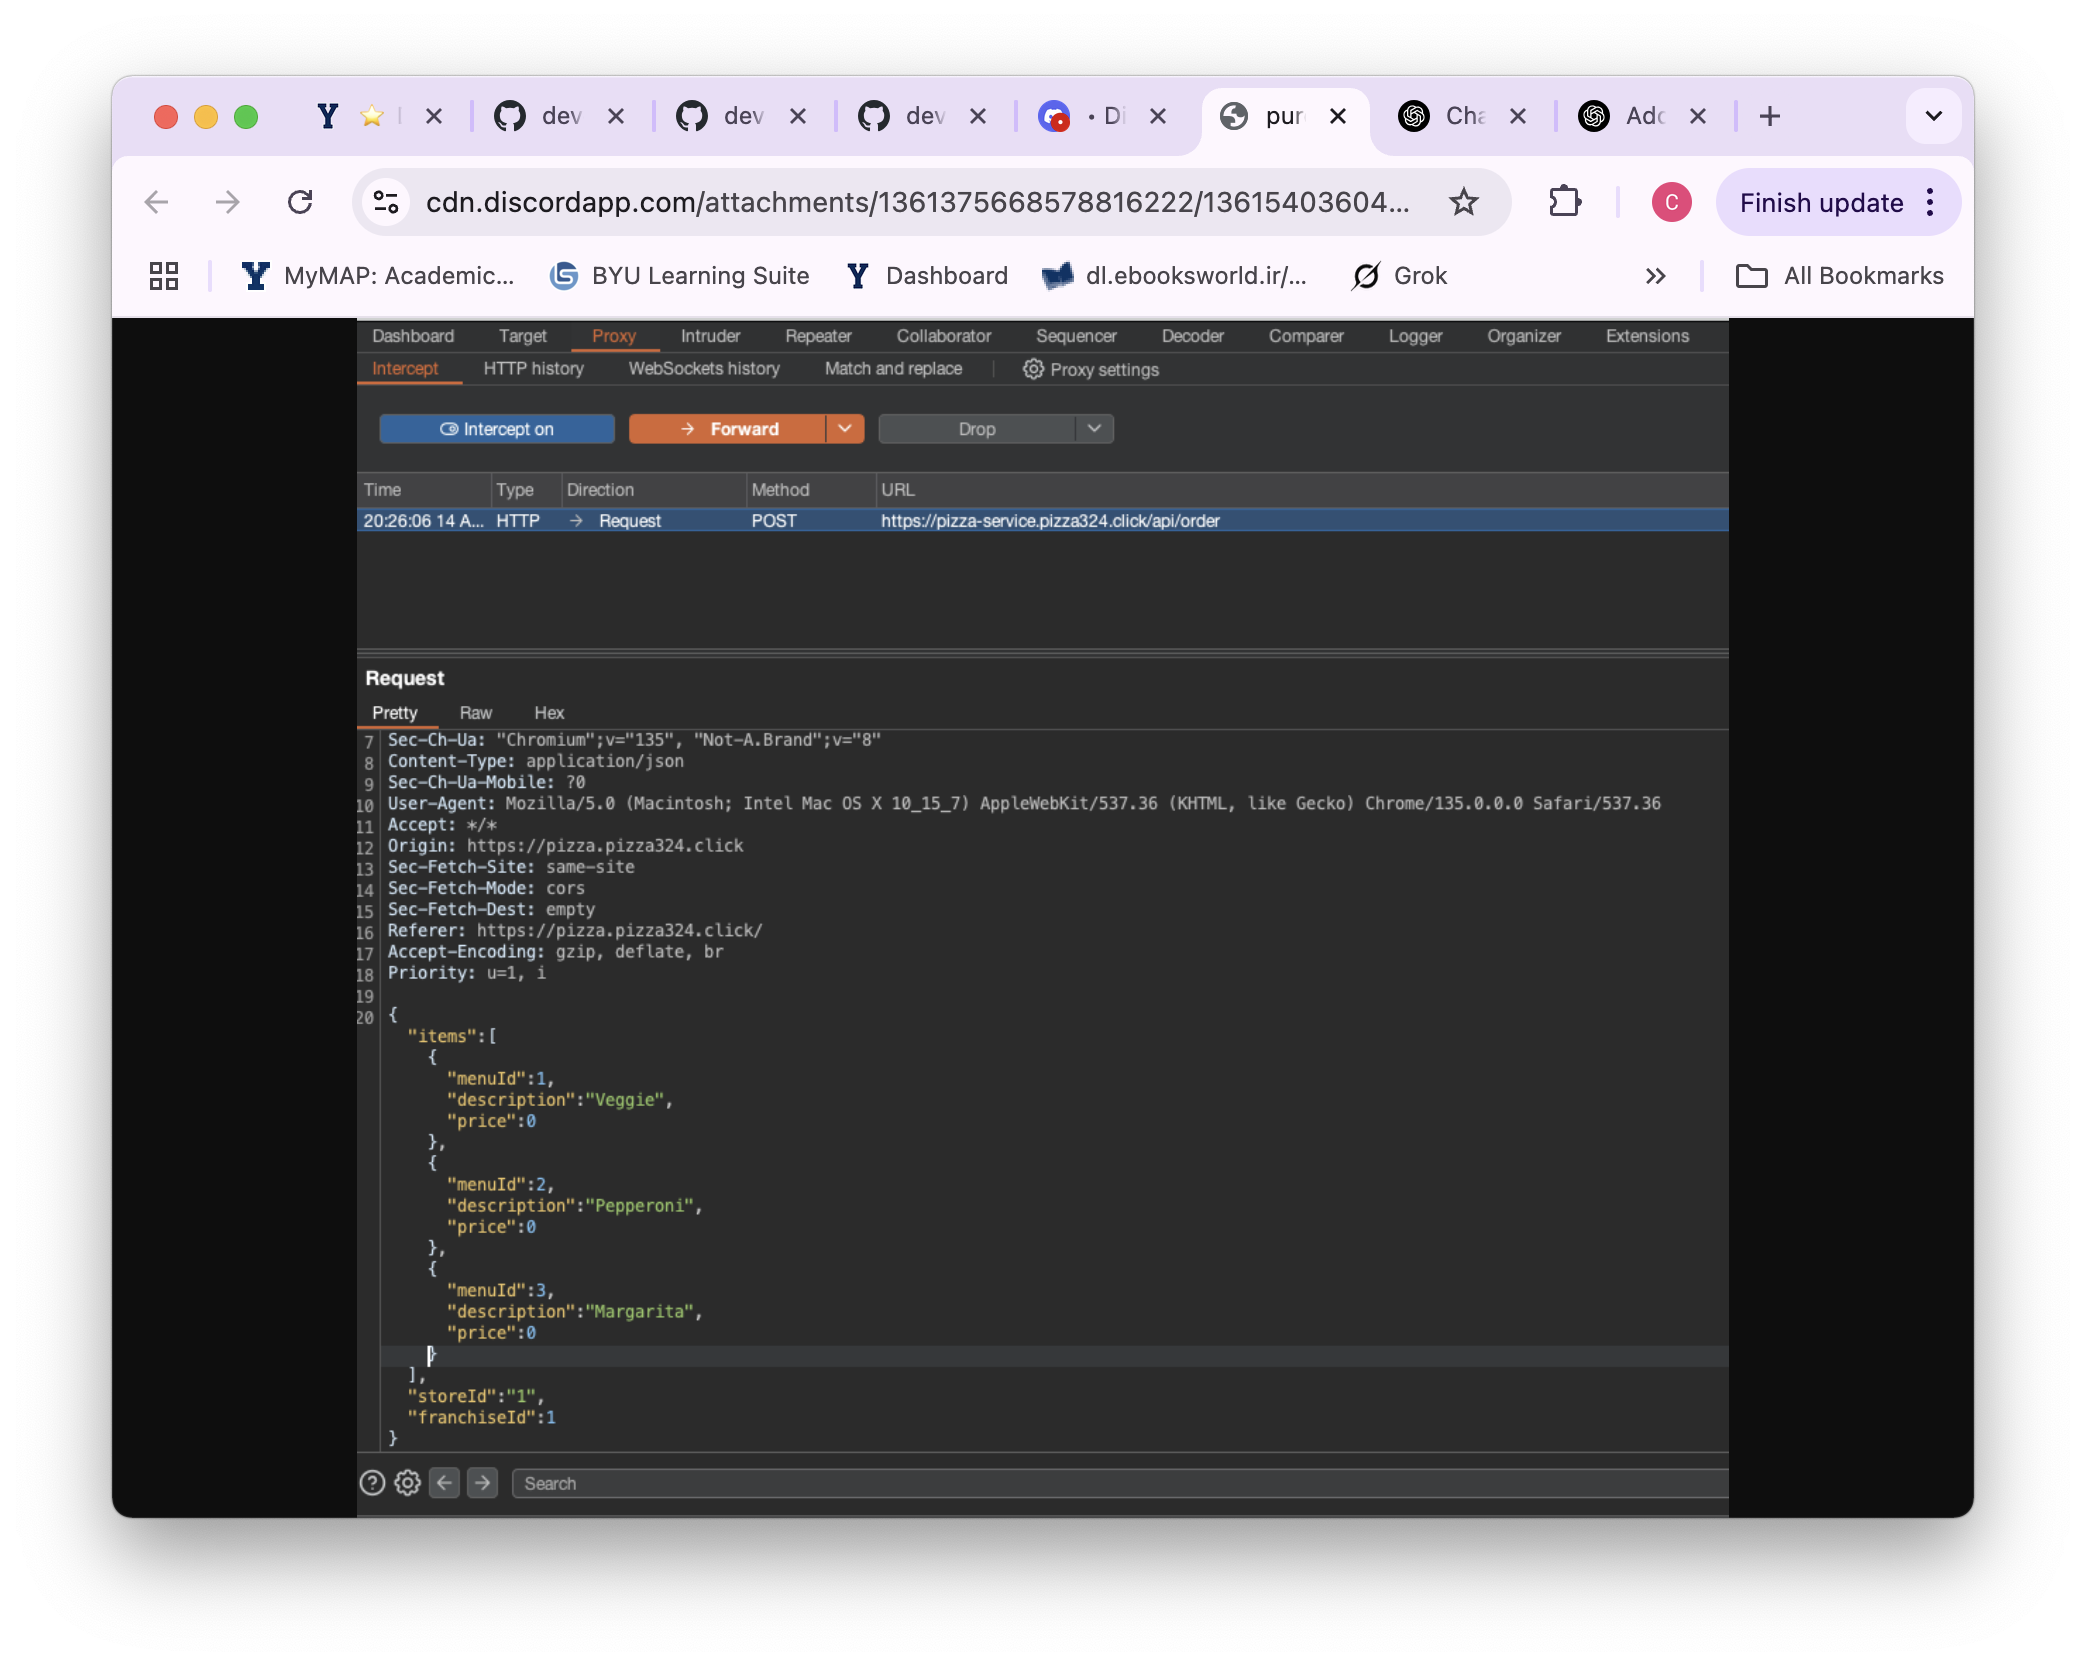 dev
dev
dev
Di
pur
Cha
Adc
cdn.discordapp.com/attachments/1361375668578816222/13615403604...
C
Finish update
MyMAP: Academic...
BYU Learning Suite
Dashboard
dl.ebooksworld.ir/...
Grok
All Bookmarks
Dashboard Target Proxy Intruder Repeater Collaborator Sequencer Decoder Comparer Logger Organizer Extensions
Intercept HTTP history WebSockets history Match and replace Proxy settings
Intercept on Forward Drop
Time Type Direction Method URL
20:26:06 14 A... HTTP → Request POST https://pizza-service.pizza324.click/api/order
Request
Pretty Raw Hex
7 Sec-Ch-Ua: "Chromium";v="135", "Not-A.Brand";v="8"
8 Content-Type: application/json
9 Sec-Ch-Ua-Mobile: ?0
10 User-Agent: Mozilla/5.0 (Macintosh; Intel Mac OS X 10_15_7) AppleWebKit/537.36 (KHTML, like Gecko) Chrome/135.0.0.0 Safari/537.36
11 Accept: */*
12 Origin: https://pizza.pizza324.click
13 Sec-Fetch-Site: same-site
14 Sec-Fetch-Mode: cors
15 Sec-Fetch-Dest: empty
16 Referer: https://pizza.pizza324.click/
17 Accept-Encoding: gzip, deflate, br
18 Priority: u=1, i
19
20 {
"items":[
{
"menuId":1,
"description":"Veggie",
"price":0
},
{
"menuId":2,
"description":"Pepperoni",
"price":0
},
{
"menuId":3,
"description":"Margarita",
"price":0
}
],
"storeId":"1",
"franchiseId":1
}
Search